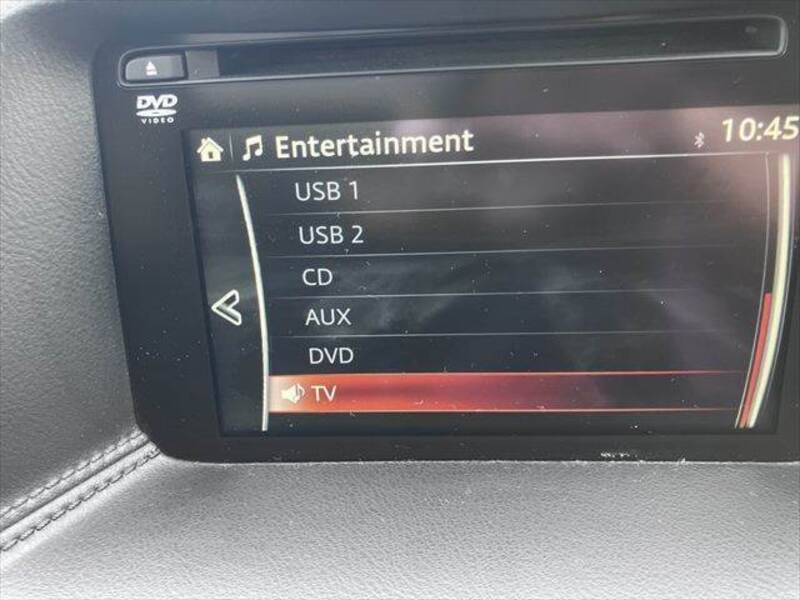 DVD
VIDEO
Entertainment
10:45
USB 1
USB 2
CD
AUX
DVD
TV